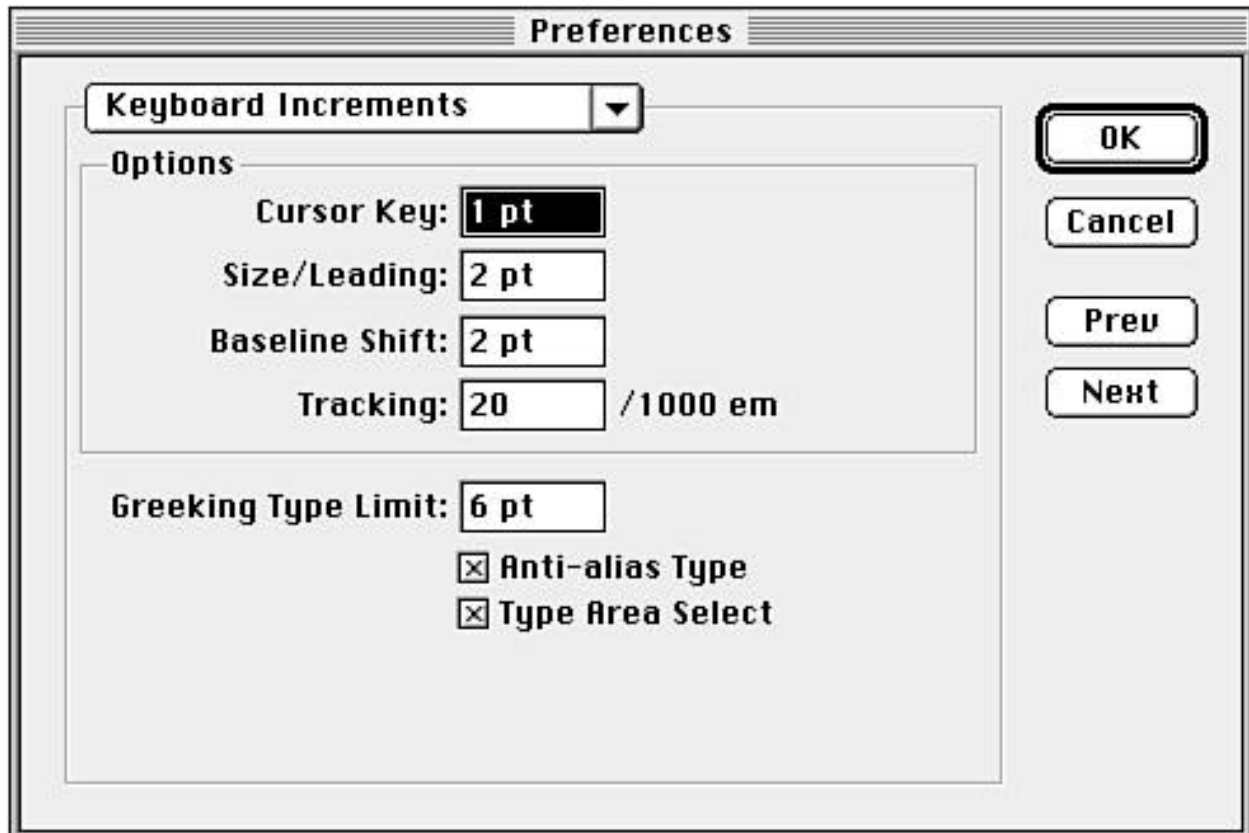 Preferences
Keyboard Increments
OK
Options
Cursor Key: 1 pt
Cancel
Size/Leading: 2 pt
Baseline Shift: 2 pt
Prev
Tracking: 20 /1000 em
Next
Greeking Type Limit: 6 pt
Anti-alias Type
Type Area Select